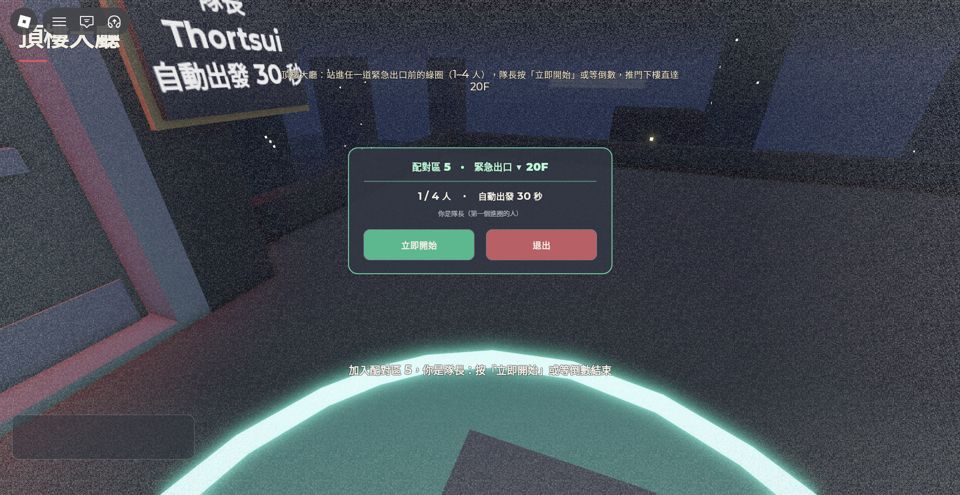 頂樓大廳
隊長
Thortsui
自動出發 30 秒
頂樓大廳：站進任一道緊急出口前的綠圈（1–4 人），隊長按「立即開始」或等倒數，推門下樓直達
20F
配對區 5 • 緊急出口 ▼ 20F
1 / 4 人 • 自動出發 30 秒
你是隊長（第一個進圈的人）
立即開始
退出
加入配對區 5，你是隊長：按「立即開始」或等倒數結束